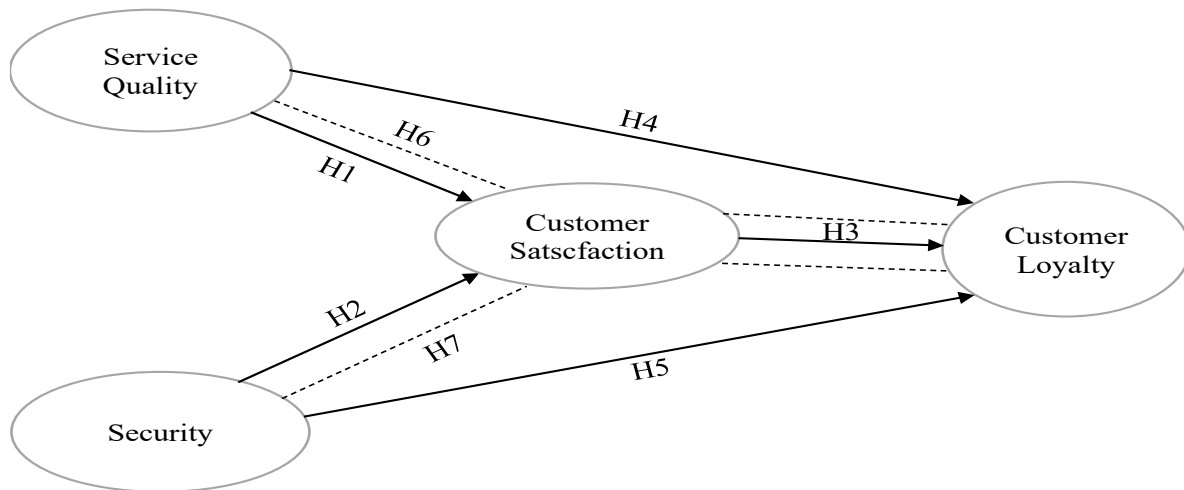 Service
Quality
H4
H6
H1
Customer
Satscfaction
H3
Customer
Loyalty
H2
H7
H5
Security